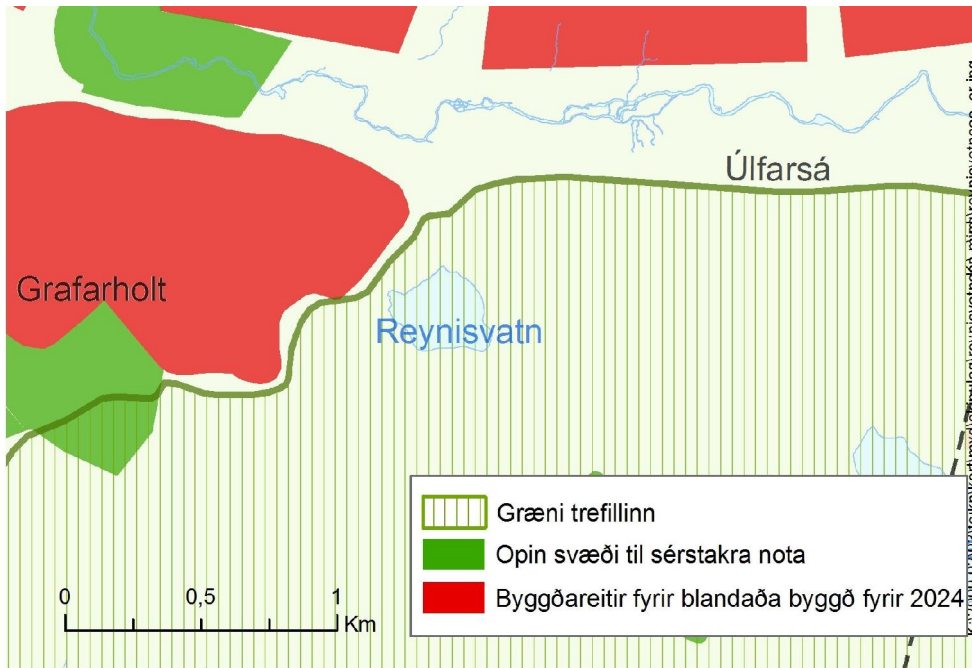 Úlfarsá
Grafarholt
Reynisvatn
Græni trefillinn
Opin svæði til sérstakra nota
Byggðareitir fyrir blandaða byggð fyrir 2024
0 0,5 1
Km